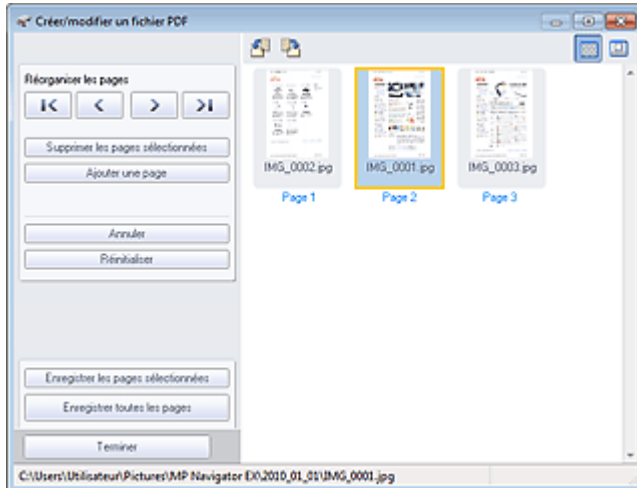 Créer/modifier un fichier PDF
Réorganiser les pages
Supprimer les pages sélectionnées
Ajouter une page
Annuler
Réinitialiser
Enregistrer les pages sélectionnées
Enregistrer toutes les pages
Terminer
IMG_0002.jpg
IMG_0001.jpg
IMG_0003.jpg
Page 1
Page 2
Page 3
C:\Users\Utilisateur\Pictures\MP Navigator EX\2010_01_01\IMG_0001.jpg